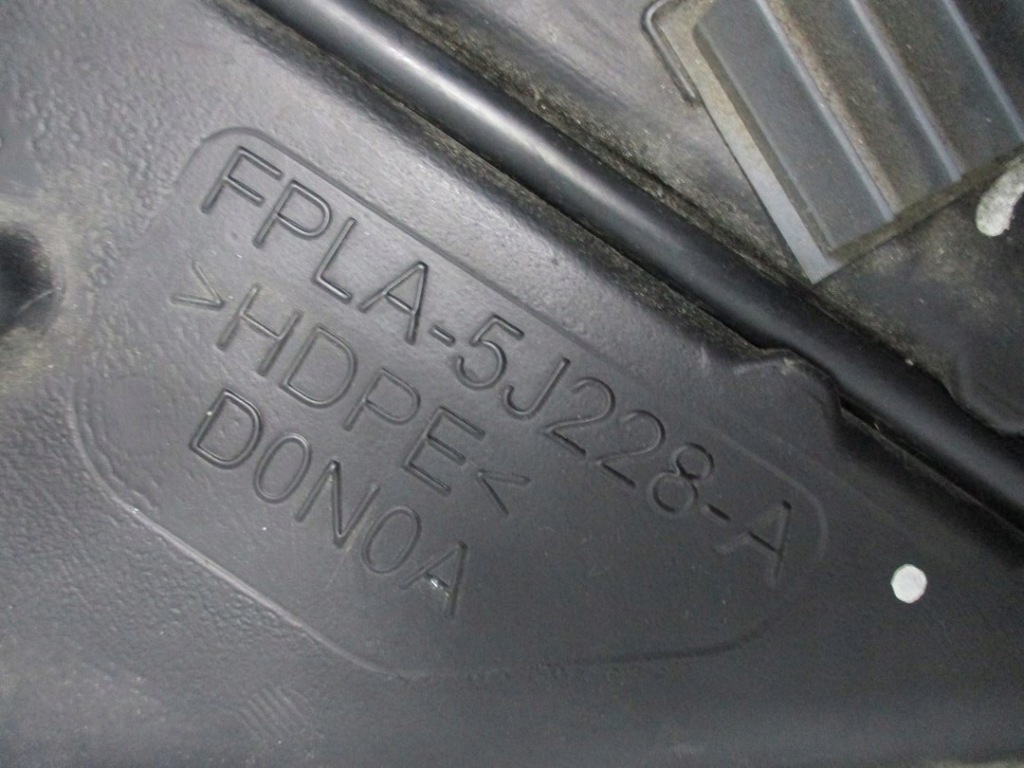 FPLA-5J228-A
>HDPE<
D0N0A